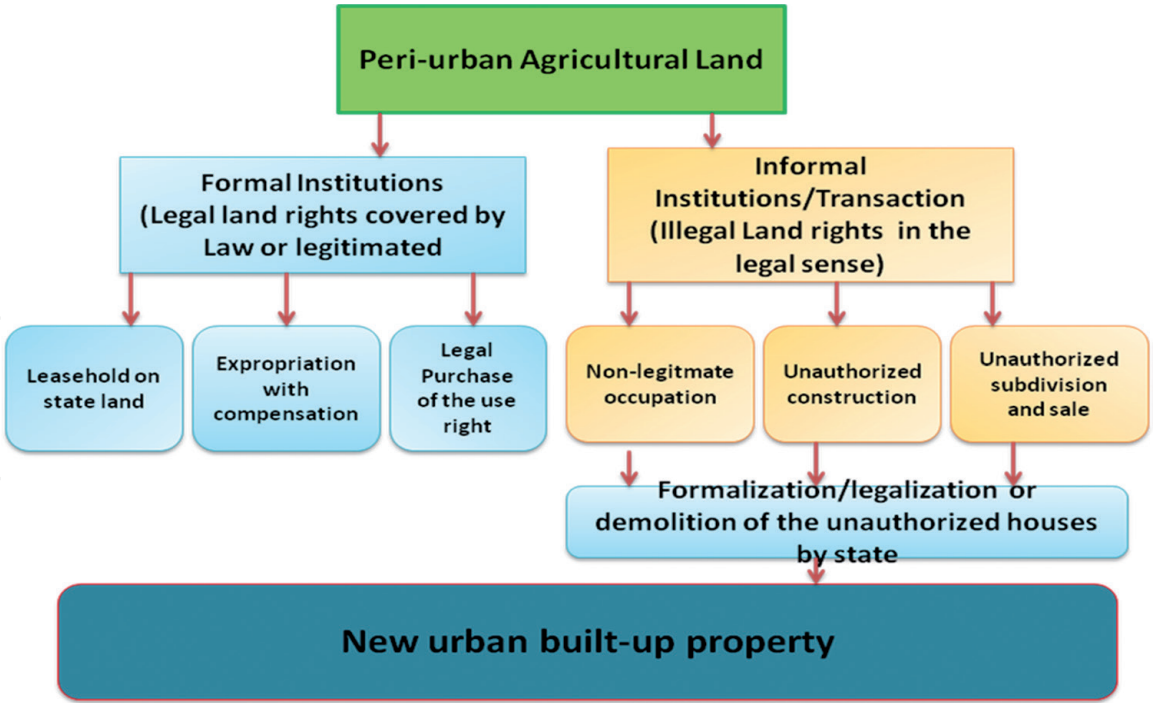 Peri-urban Agricultural Land
Formal Institutions
(Legal land rights covered by
Law or legitimated
Informal
Institutions/Transaction
(Illegal Land rights in the
legal sense)
Leasehold on
state land
Expropriation
with
compensation
Legal
Purchase
of the use
right
Non-legitmate
occupation
Unauthorized
construction
Unauthorized
subdivision
and sale
Formalization/legalization or
demolition of the unauthorized houses
by state
New urban built-up property